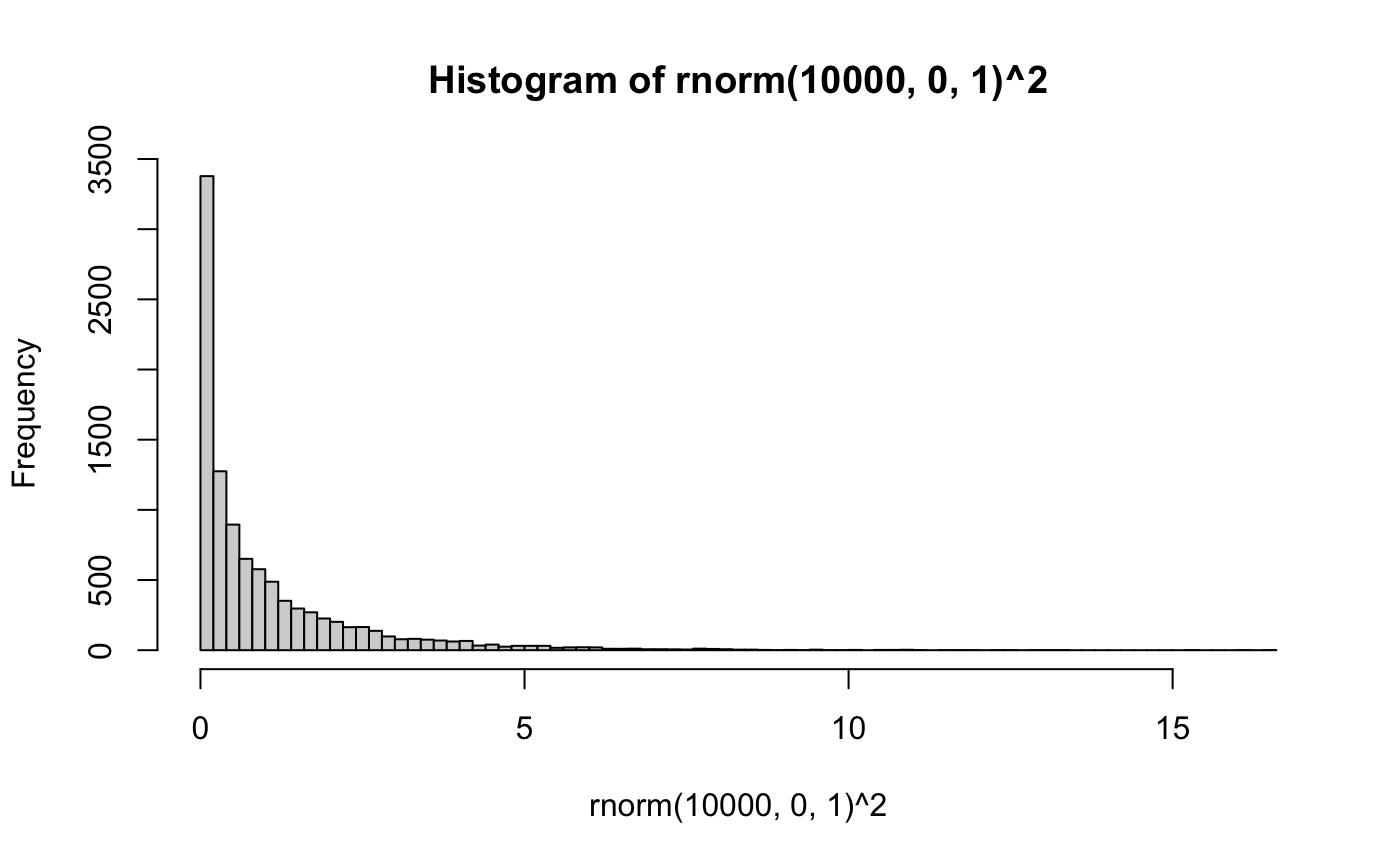 Histogram of rnorm(10000, 0, 1)^2
Frequency
3500
2500
1500
500
0
0 5 10 15
rnorm(10000, 0, 1)^2